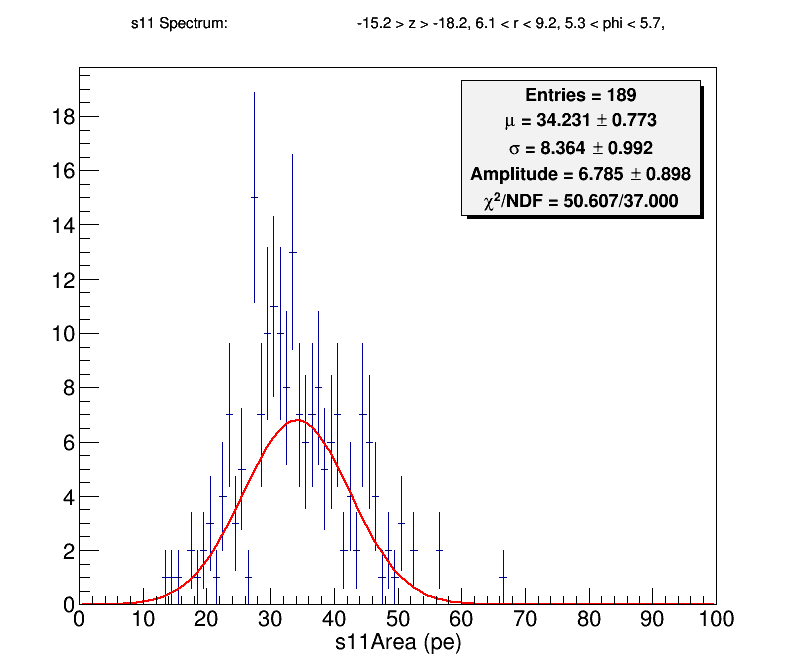 s11 Spectrum: -15.2 > z > -18.2, 6.1 < r < 9.2, 5.3 < phi < 5.7,
Entries = 189
μ = 34.231 ± 0.773
σ = 8.364 ± 0.992
Amplitude = 6.785 ± 0.898
χ²/NDF = 50.607/37.000
18
16
14
12
10
8
6
4
2
0
0 10 20 30 40 50 60 70 80 90 100
s11Area (pe)